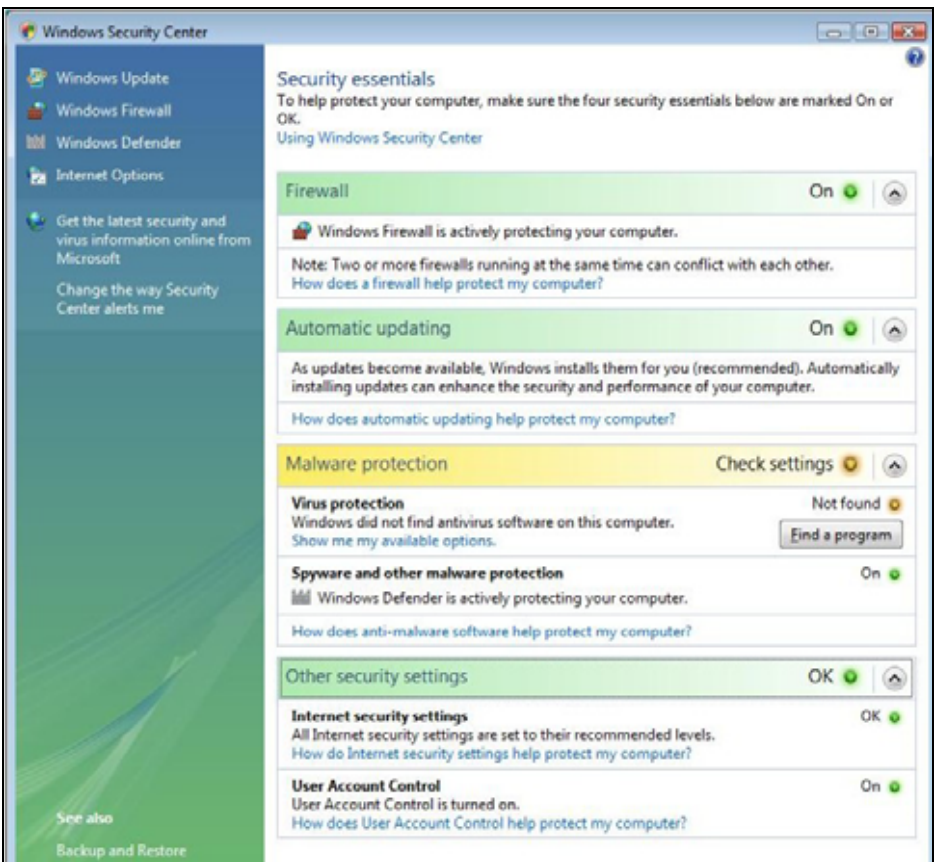 Windows Security Center
Windows Update
Windows Firewall
Windows Defender
Internet Options
Get the latest security and
virus information online from
Microsoft
Change the way Security
Center alerts me
See also
Backup and Restore
Security essentials
To help protect your computer, make sure the four security essentials below are marked On or
OK.
Using Windows Security Center
Firewall On
Windows Firewall is actively protecting your computer.
Note: Two or more firewalls running at the same time can conflict with each other.
How does a firewall help protect my computer?
Automatic updating On
As updates become available, Windows installs them for you (recommended). Automatically
installing updates can enhance the security and performance of your computer.
How does automatic updating help protect my computer?
Malware protection Check settings
Virus protection Not found
Windows did not find antivirus software on this computer.
Show me my available options. Find a program
Spyware and other malware protection On
Windows Defender is actively protecting your computer.
How does anti-malware software help protect my computer?
Other security settings OK
Internet security settings OK
All Internet security settings are set to their recommended levels.
How do Internet security settings help protect my computer?
User Account Control On
User Account Control is turned on.
How does User Account Control help protect my computer?